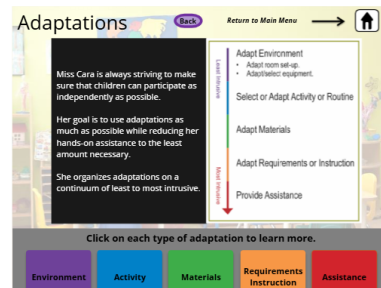 Adaptations
Back
Return to Main Menu
Miss Cara is always striving to make
sure that children can participate as
independently as possible.
Her goal is to use adaptations as
much as possible while reducing her
hands-on assistance to the least
amount necessary.
She organizes adaptations on a
continuum of least to most intrusive.
Least Intrusive
Most Intrusive
Adapt Environment
• Adapt room set-up.
• Adapt/select equipment.
Select or Adapt Activity or Routine
Adapt Materials
Adapt Requirements or Instruction
Provide Assistance
Click on each type of adaptation to learn more.
Environment
Activity
Materials
Requirements
Instruction
Assistance